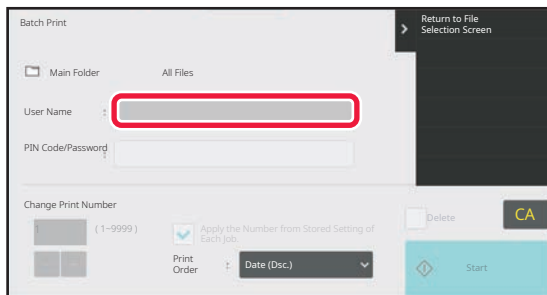 Batch Print
Return to File
Selection Screen
Main Folder
All Files
User Name :
PIN Code/Password :
Change Print Number
1
(1~9999)
Apply the Number from Stored Setting of
Each Job.
Print
Order : Date (Dsc.)
Delete
CA
Start